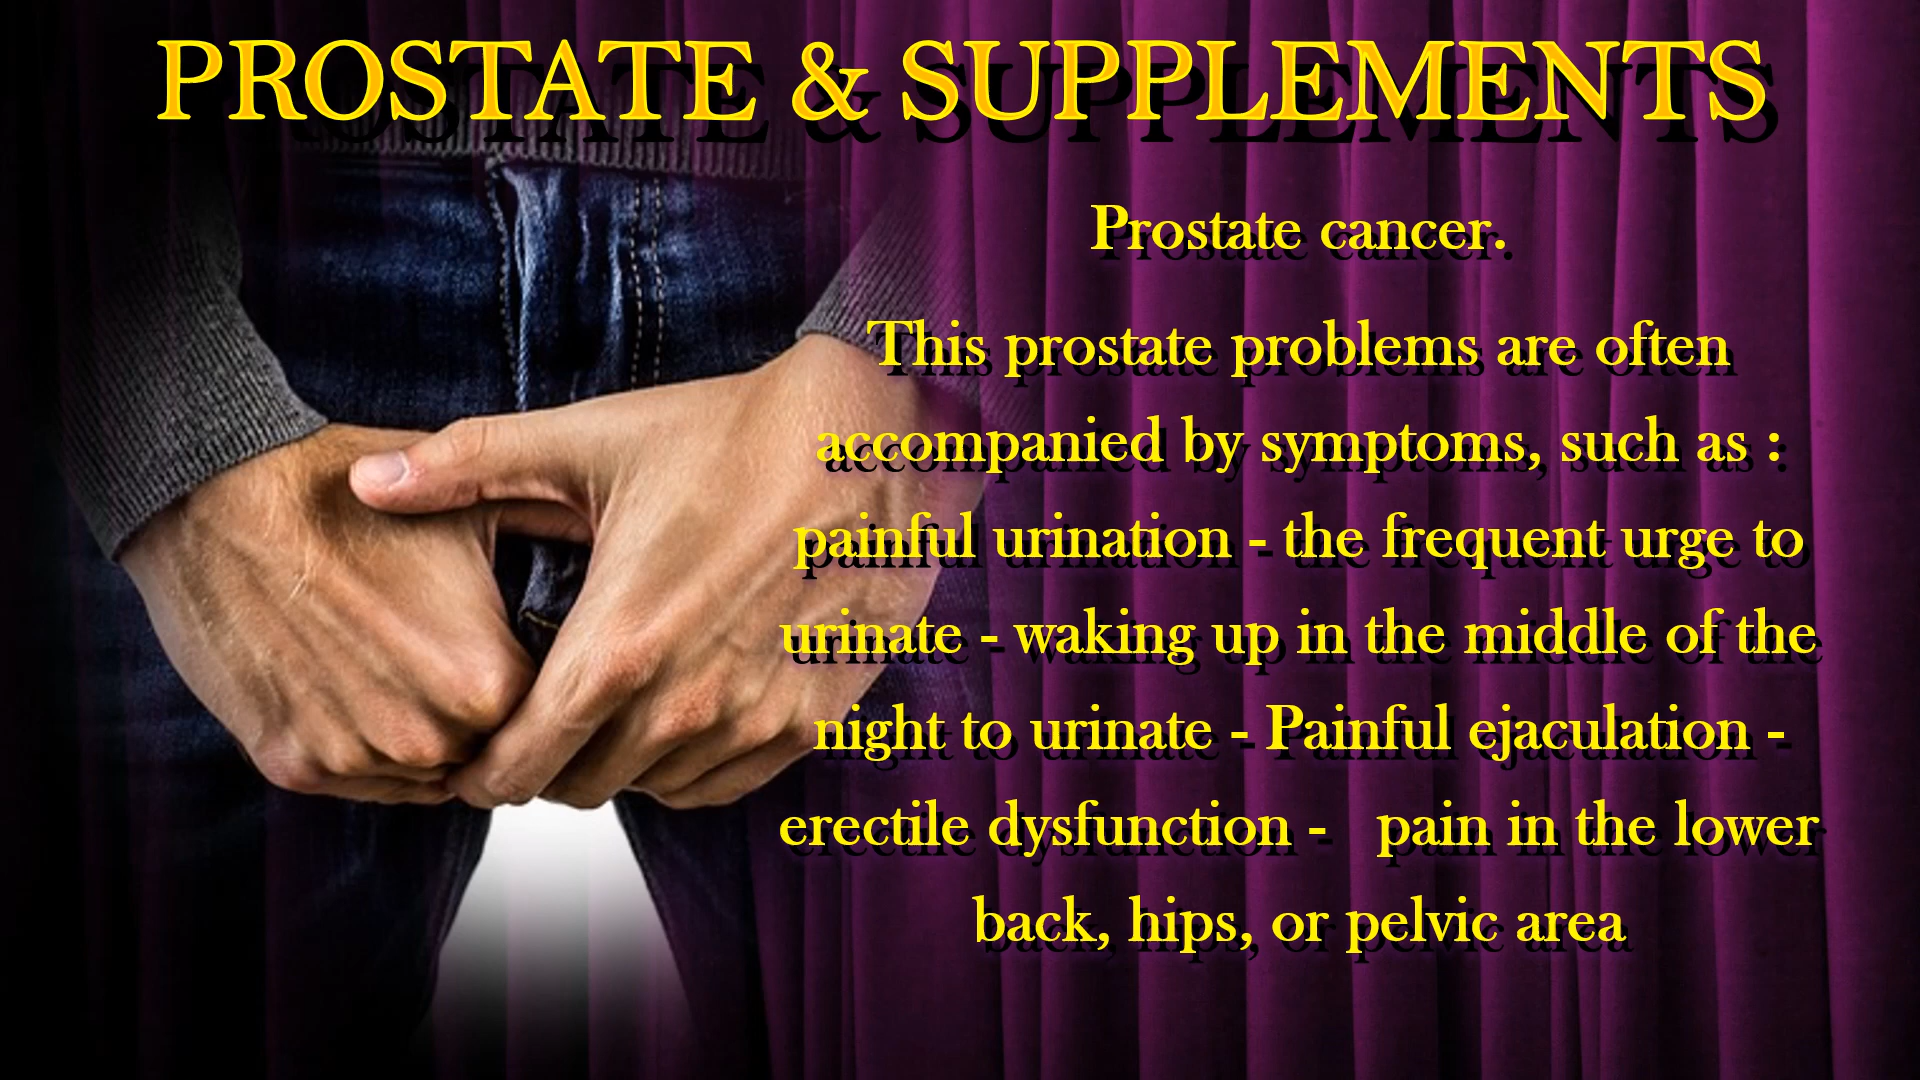 PROSTATE & SUPPLEMENTS
Prostate cancer.
This prostate problems are often
accompanied by symptoms, such as :
painful urination - the frequent urge to
urinate - waking up in the middle of the
night to urinate - Painful ejaculation -
erectile dysfunction - pain in the lower
back, hips, or pelvic area